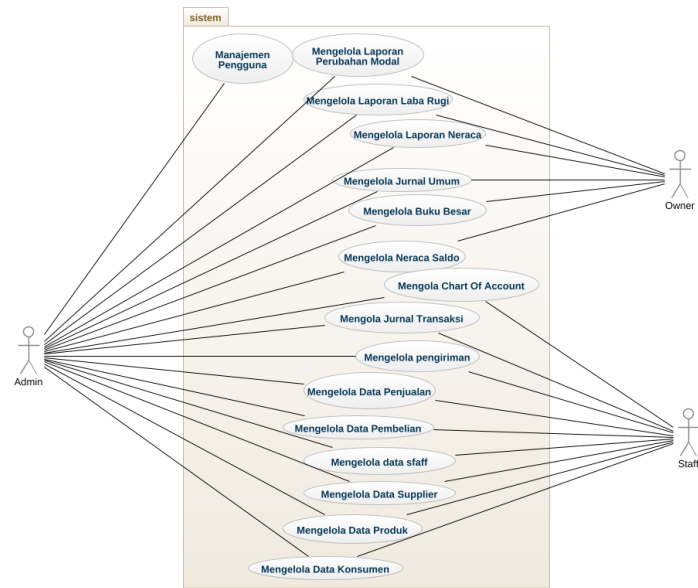 sistem
Manajemen
Pengguna
Mengelola Laporan
Perubahan Modal
Mengelola Laporan Laba Rugi
Mengelola Laporan Neraca
Mengelola Jurnal Umum
Mengelola Buku Besar
Owner
Mengelola Neraca Saldo
Mengola Chart Of Account
Mengola Jurnal Transaksi
Mengelola pengiriman
Admin
Mengelola Data Penjualan
Mengelola Data Pembelian
Mengelola data sfaff
Staff
Mengelola Data Supplier
Mengelola Data Produk
Mengelola Data Konsumen